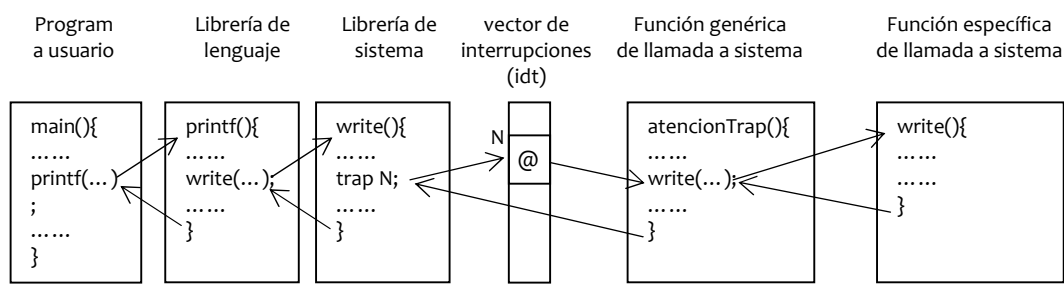 Program
a usuario
Librería de
lenguaje
Librería de
sistema
vector de
interrupciones
(idt)
Función genérica
de llamada a sistema
Función específica
de llamada a sistema
main(){
……
printf(…)
;
……
}
printf(){
……
write(…);
……
}
write(){
……
trap N;
……
}
N
@
atencionTrap(){
……
write(…);
……
}
write(){
……
……
}